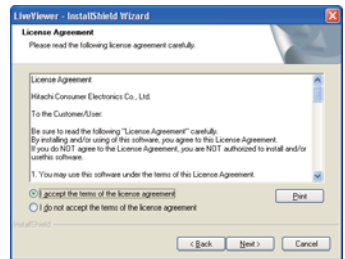 LiveViewer - InstallShield Wizard
License Agreement
Please read the following license agreement carefully.
License Agreement
Hitachi Consumer Electronics Co., Ltd.
To the Customer/User:
Be sure to read the following "License Agreement" carefully.
By installing and/or using of this software, you agree to this License Agreement.
If you do NOT agree to the License Agreement, you are NOT authorized to install and/or
usethis software.
1. You may use this software under the terms of this License Agreement.
I accept the terms of the license agreement
I do not accept the terms of the license agreement
Print
InstallShield
< Back
Next >
Cancel